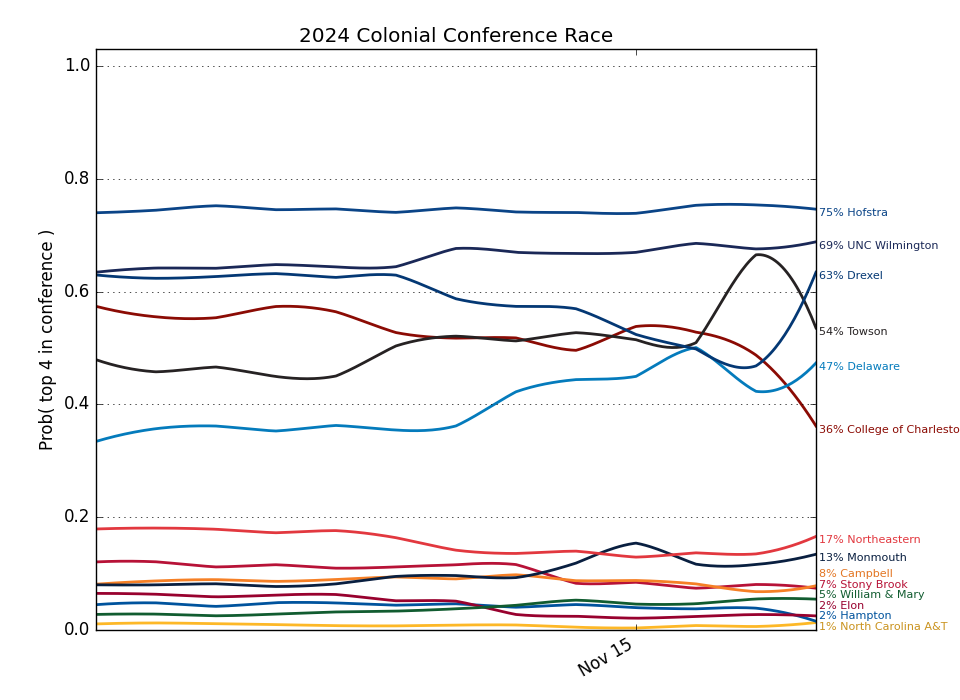 2024 Colonial Conference Race
Prob( top 4 in conference )
1.0
0.8
0.6
0.4
0.2
0.0
Nov 15
75% Hofstra
69% UNC Wilmington
63% Drexel
54% Towson
47% Delaware
36% College of Charlesto
17% Northeastern
13% Monmouth
8% Campbell
7% Stony Brook
5% William & Mary
2% Elon
2% Hampton
1% North Carolina A&T